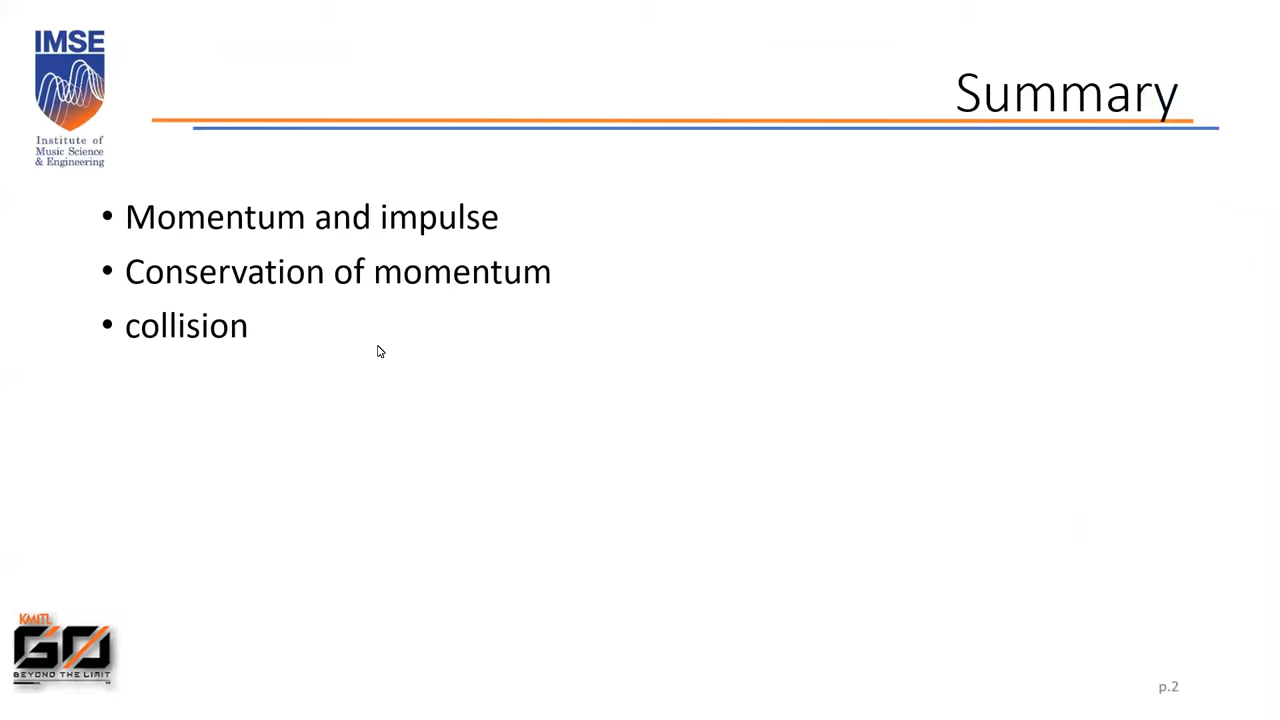 IMSE
Institute of
Music Science
& Engineering
Summary
• Momentum and impulse
• Conservation of momentum
• collision
KMITL
GO
BEYOND THE LIMIT
p.2